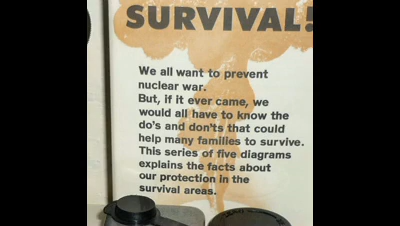 SURVIVAL!
We all want to prevent
nuclear war.
But, if it ever came, we
would all have to know the
do's and don'ts that could
help many families to survive.
This series of five diagrams
explains the facts about
our protection in the
survival areas.